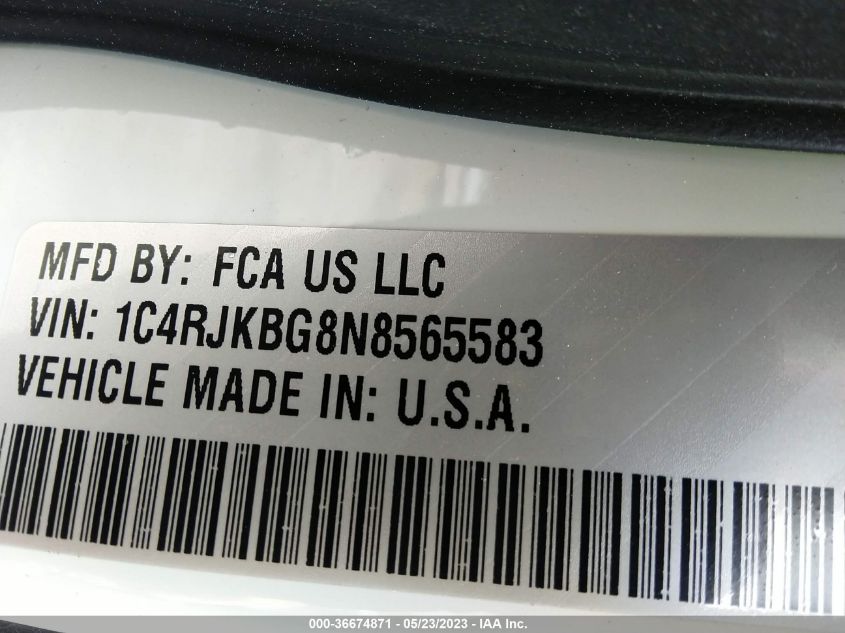 MFD BY: FCA US LLC
VIN: 1C4RJKBG8N8565583
VEHICLE MADE IN: U.S.A.
000-36674871 - 05/23/2023 - IAA Inc.